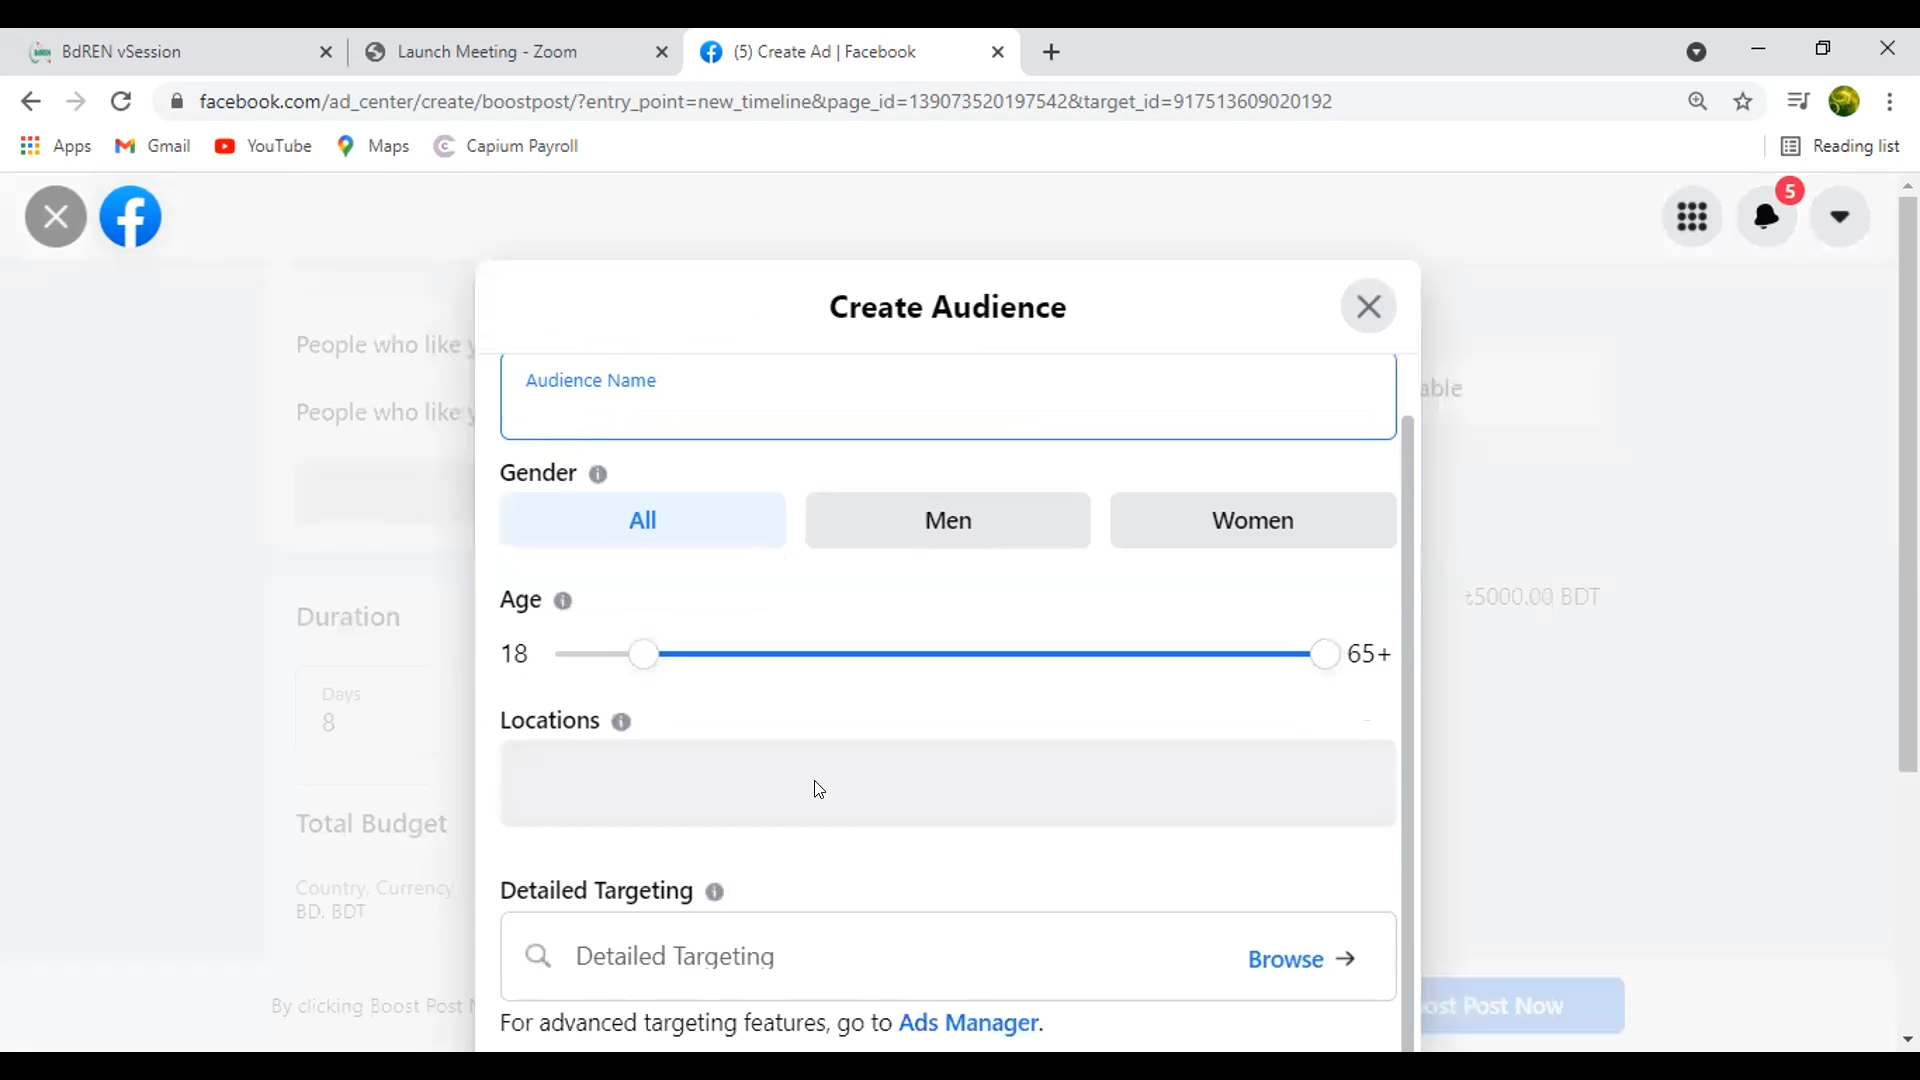 BdREN vSession
Launch Meeting - Zoom
(5) Create Ad | Facebook
facebook.com/ad_center/create/boostpost/?entry_point=new_timeline&page_id=139073520197542&target_id=917513609020192
Apps
Gmail
YouTube
Maps
Capium Payroll
Reading list
5
Create Audience
People who like
People who like
able
Audience Name
Gender
All
Men
Women
Age
18
65+
৳5000.00 BDT
Duration
Days
8
Locations
Total Budget
Country, Currency
BD, BDT
Detailed Targeting
Detailed Targeting
Browse →
By clicking Boost Post
ost Post Now
For advanced targeting features, go to Ads Manager.